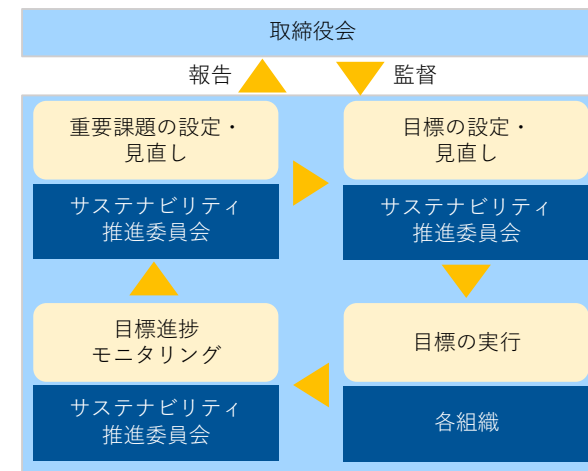 取締役会
報告
監督
重要課題の設定・
見直し
サステナビリティ
推進委員会
目標の設定・
見直し
サステナビリティ
推進委員会
目標進捗
モニタリング
サステナビリティ
推進委員会
目標の実行
各組織